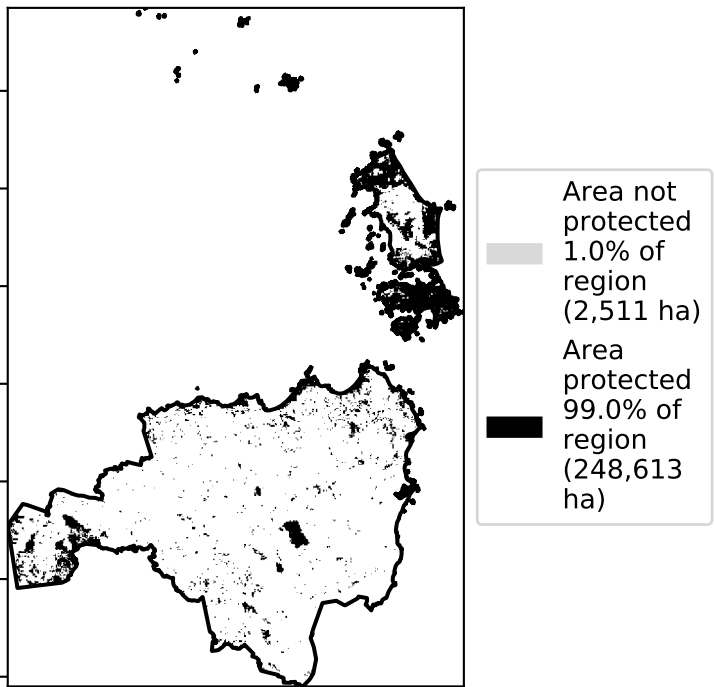 Area not
protected
1.0% of
region
(2,511 ha)
Area
protected
99.0% of
region
(248,613
ha)